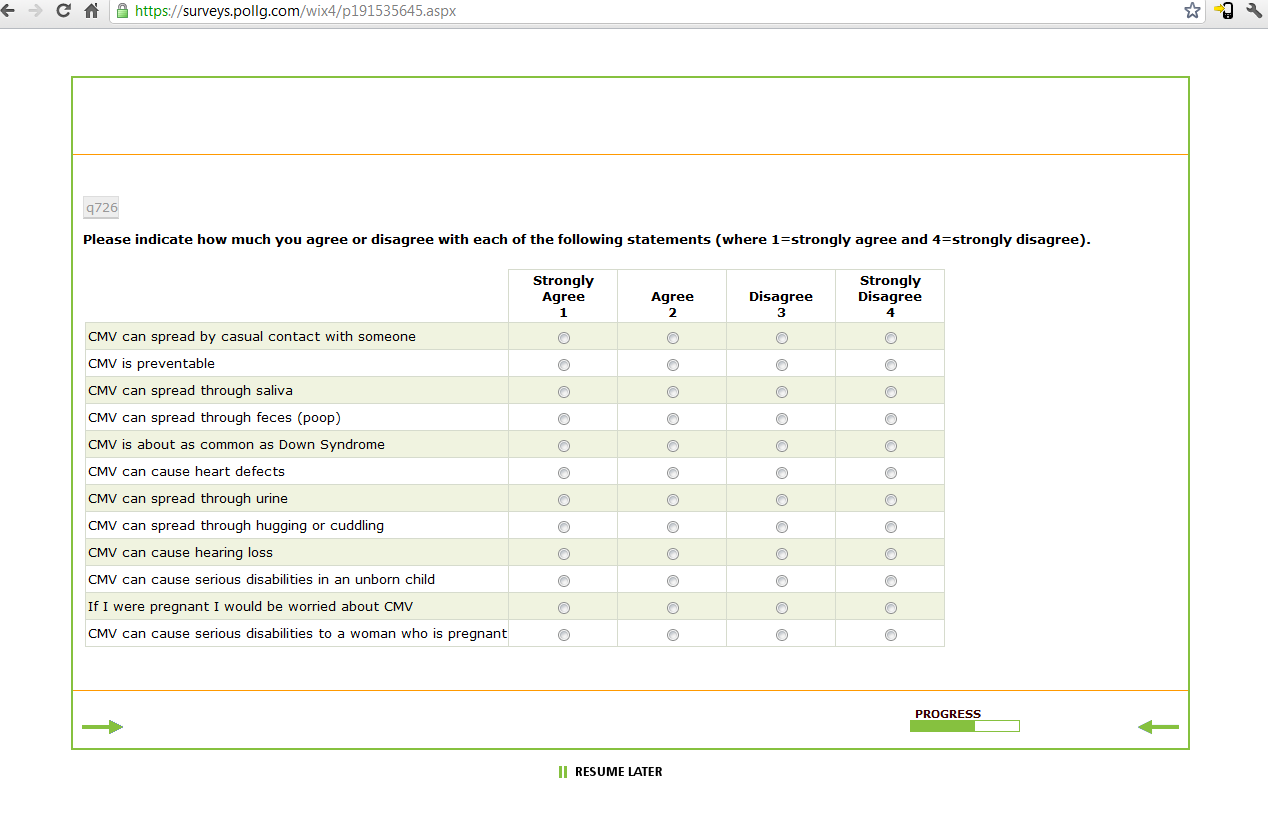 https://surveys.pollg.com/wix4/p191535645.aspx
q726
Please indicate how much you agree or disagree with each of the following statements (where 1=strongly agree and 4=strongly disagree).
Strongly Agree 1 Agree 2 Disagree 3 Strongly Disagree 4
CMV can spread by casual contact with someone
CMV is preventable
CMV can spread through saliva
CMV can spread through feces (poop)
CMV is about as common as Down Syndrome
CMV can cause heart defects
CMV can spread through urine
CMV can spread through hugging or cuddling
CMV can cause hearing loss
CMV can cause serious disabilities in an unborn child
If I were pregnant I would be worried about CMV
CMV can cause serious disabilities to a woman who is pregnant
PROGRESS
RESUME LATER